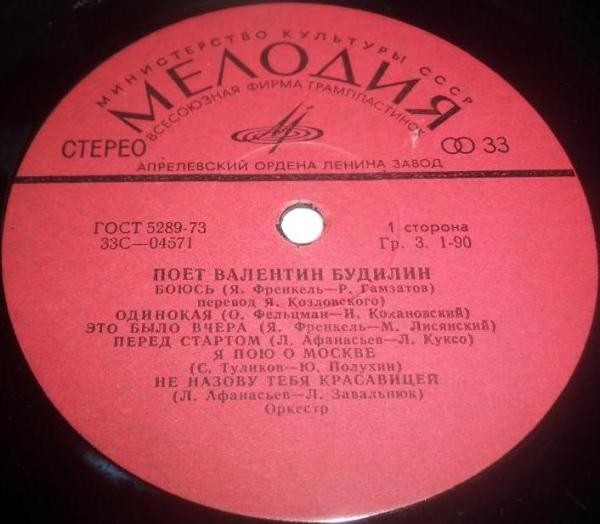 МИНИСТЕРСТВО КУЛЬТУРЫ СССР
МЕЛОДИЯ
ВСЕСОЮЗНАЯ ФИРМА ГРАМПЛАСТИНОК
СТЕРЕО 33
АПРЕЛЕВСКИЙ ОРДЕНА ЛЕНИНА ЗАВОД
ГОСТ 5289-73 1 сторона
33С—04571 Гр. 3. 1-90
ПОЕТ ВАЛЕНТИН БУДИЛИН
БОЮСЬ (Я. Френкель—Р. Гамзатов)
перевод Я. Козловского)
ОДИНОКАЯ (О. Фельцман—И. Кохановский)
ЭТО БЫЛО ВЧЕРА (Я. Френкель—М. Лисянский)
ПЕРЕД СТАРТОМ (Л. Афанасьев—Л. Куксо)
Я ПОЮ О МОСКВЕ
(С. Туликов—Ю. Полухин)
НЕ НАЗОВУ ТЕБЯ КРАСАВИЦЕЙ
(Л. Афанасьев—Л. Завальнюк)
Оркестр